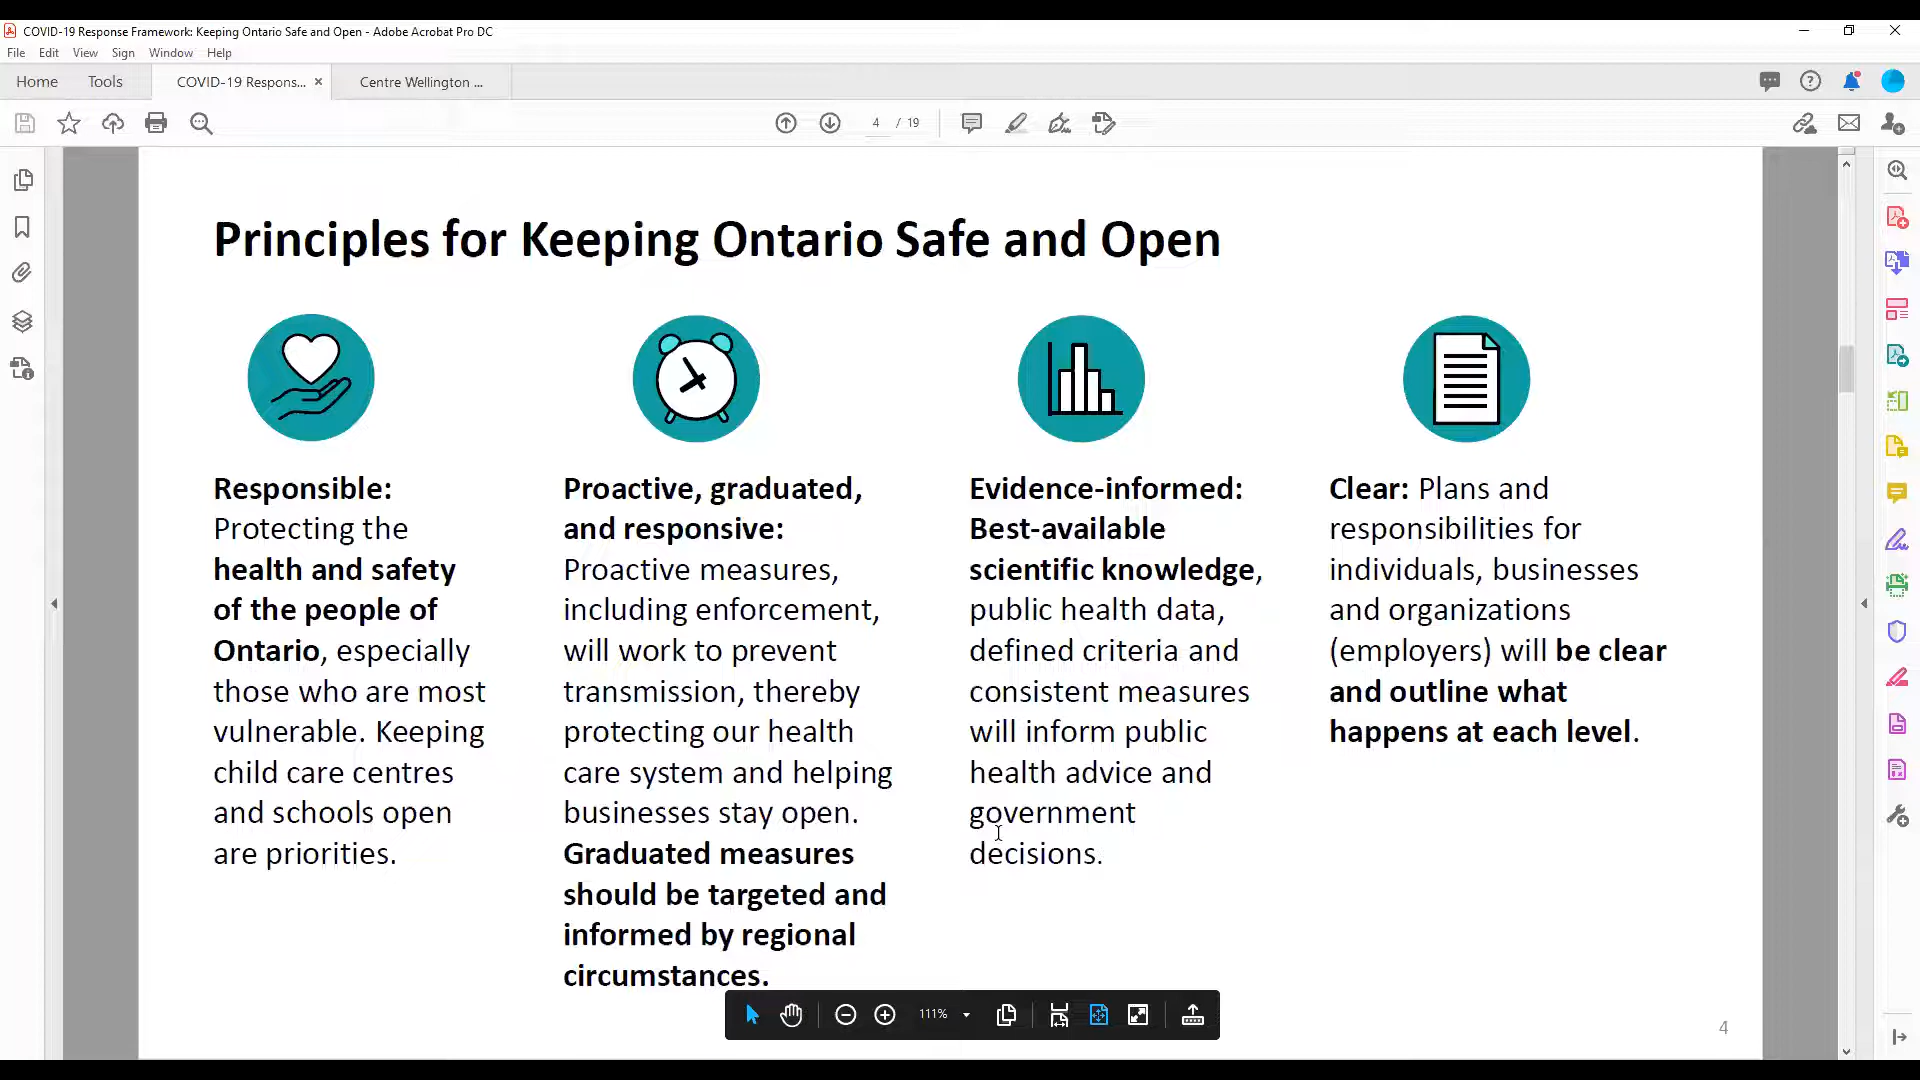 COVID-19 Response Framework: Keeping Ontario Safe and Open - Adobe Acrobat Pro DC
File Edit View Sign Window Help
Home Tools COVID-19 Respons... × Centre Wellington ...
4 / 19
Principles for Keeping Ontario Safe and Open
Responsible:
Protecting the
health and safety
of the people of
Ontario, especially
those who are most
vulnerable. Keeping
child care centres
and schools open
are priorities.
Proactive, graduated,
and responsive:
Proactive measures,
including enforcement,
will work to prevent
transmission, thereby
protecting our health
care system and helping
businesses stay open.
Graduated measures
should be targeted and
informed by regional
circumstances.
Evidence-informed:
Best-available
scientific knowledge,
public health data,
defined criteria and
consistent measures
will inform public
health advice and
government
decisions.
Clear: Plans and
responsibilities for
individuals, businesses
and organizations
(employers) will be clear
and outline what
happens at each level.
111%
4